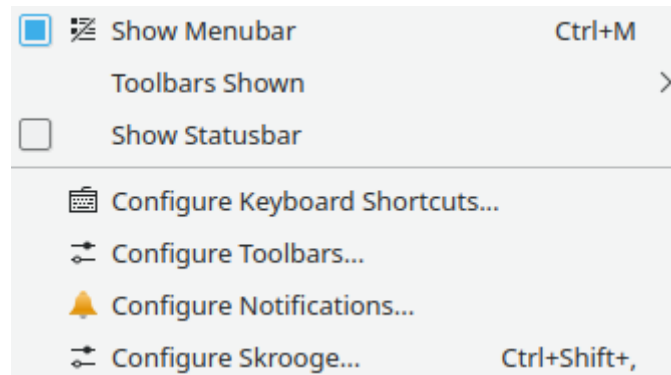 Show Menubar Ctrl+M
Toolbars Shown
Show Statusbar
Configure Keyboard Shortcuts...
Configure Toolbars...
Configure Notifications...
Configure Skrooge... Ctrl+Shift+,